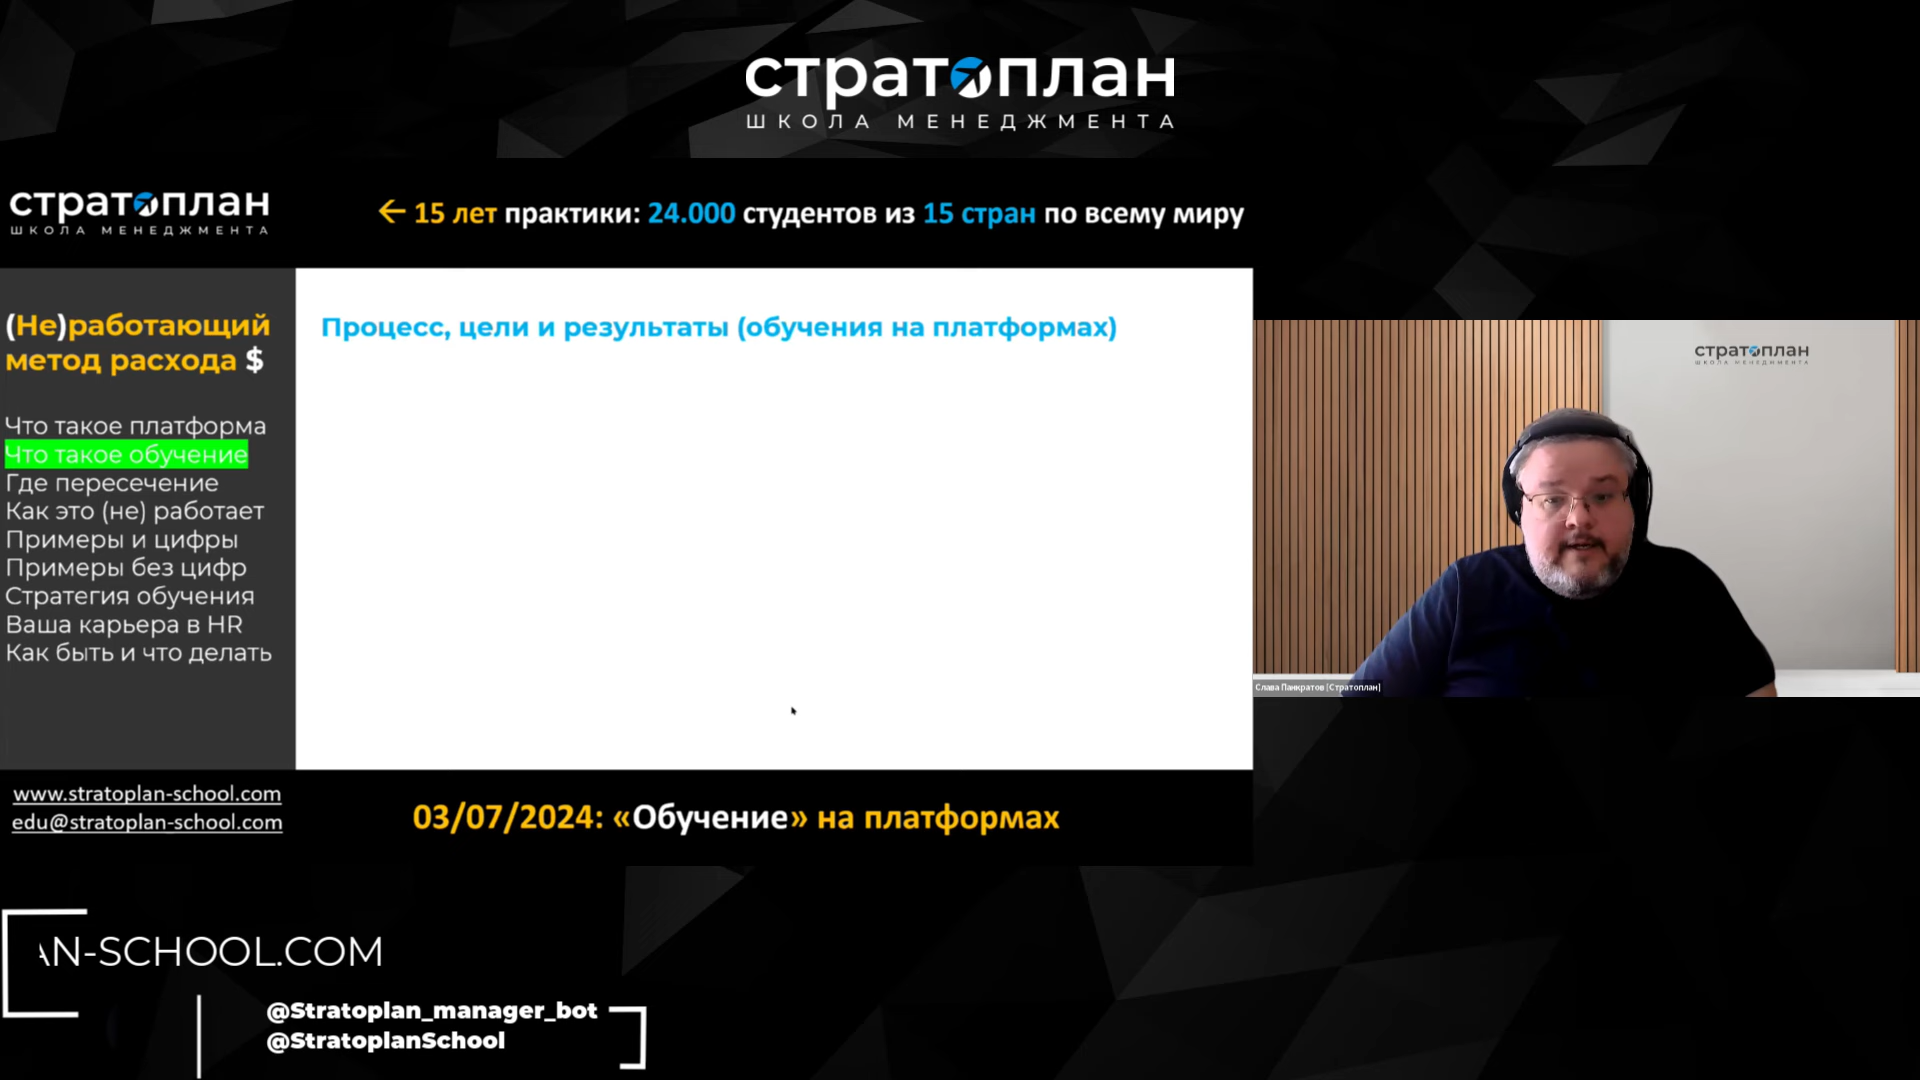 стратоплан
ШКОЛА МЕНЕДЖМЕНТА
стратоплан
ШКОЛА МЕНЕДЖМЕНТА
← 15 лет практики: 24.000 студентов из 15 стран по всему миру
(Не)работающий
метод расхода $
Что такое платформа
Что такое обучение
Где пересечение
Как это (не) работает
Примеры и цифры
Примеры без цифр
Стратегия обучения
Ваша карьера в HR
Как быть и что делать
Процесс, цели и результаты (обучения на платформах)
стратоплан
ШКОЛА МЕНЕДЖМЕНТА
Слава Панкратов [Стратоплан]
www.stratoplan-school.com
edu@stratoplan-school.com
03/07/2024: «Обучение» на платформах
AN-SCHOOL.COM
@Stratoplan_manager_bot
@StratoplanSchool